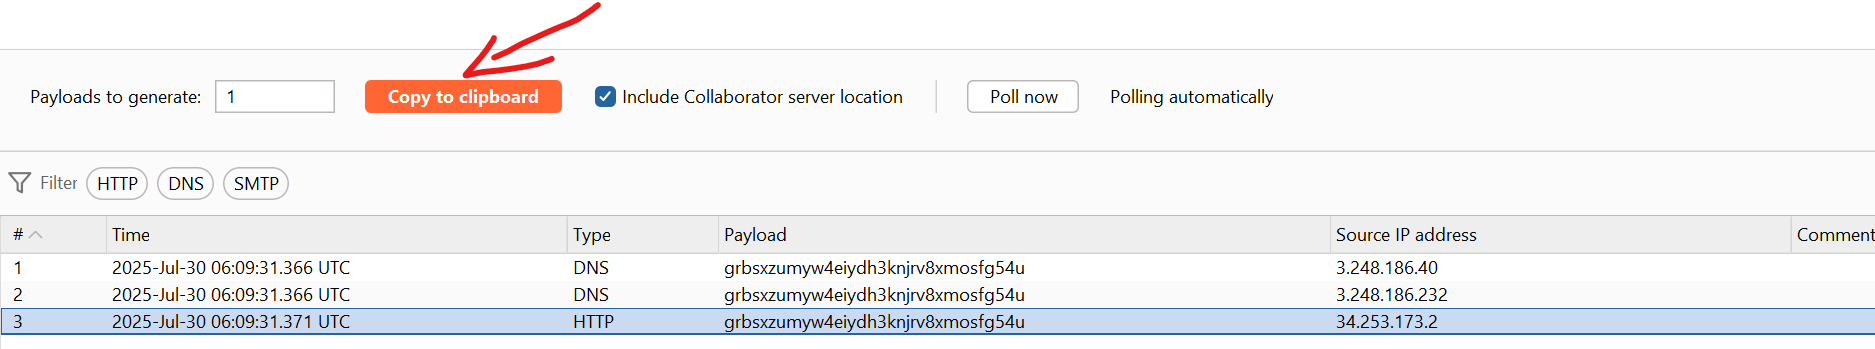 Payloads to generate: 1 Copy to clipboard Include Collaborator server location Poll now Polling automatically
Filter HTTP DNS SMTP
# Time Type Payload Source IP address Comment
1 2025-Jul-30 06:09:31.366 UTC DNS grbsxzumyw4eiydh3knjrv8xmosfg54u 3.248.186.40
2 2025-Jul-30 06:09:31.366 UTC DNS grbsxzumyw4eiydh3knjrv8xmosfg54u 3.248.186.232
3 2025-Jul-30 06:09:31.371 UTC HTTP grbsxzumyw4eiydh3knjrv8xmosfg54u 34.253.173.2